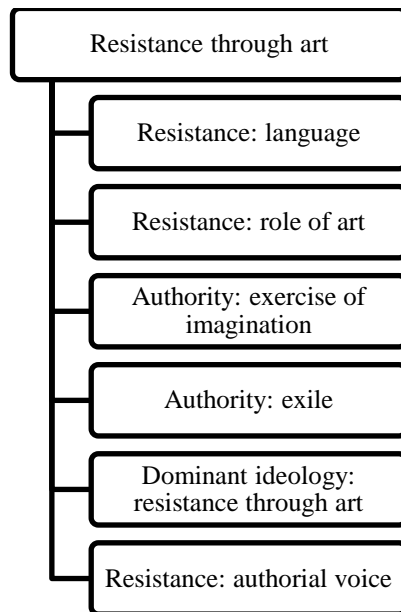 Resistance through art
Resistance: language
Resistance: role of art
Authority: exercise of
imagination
Authority: exile
Dominant ideology:
resistance through art
Resistance: authorial voice